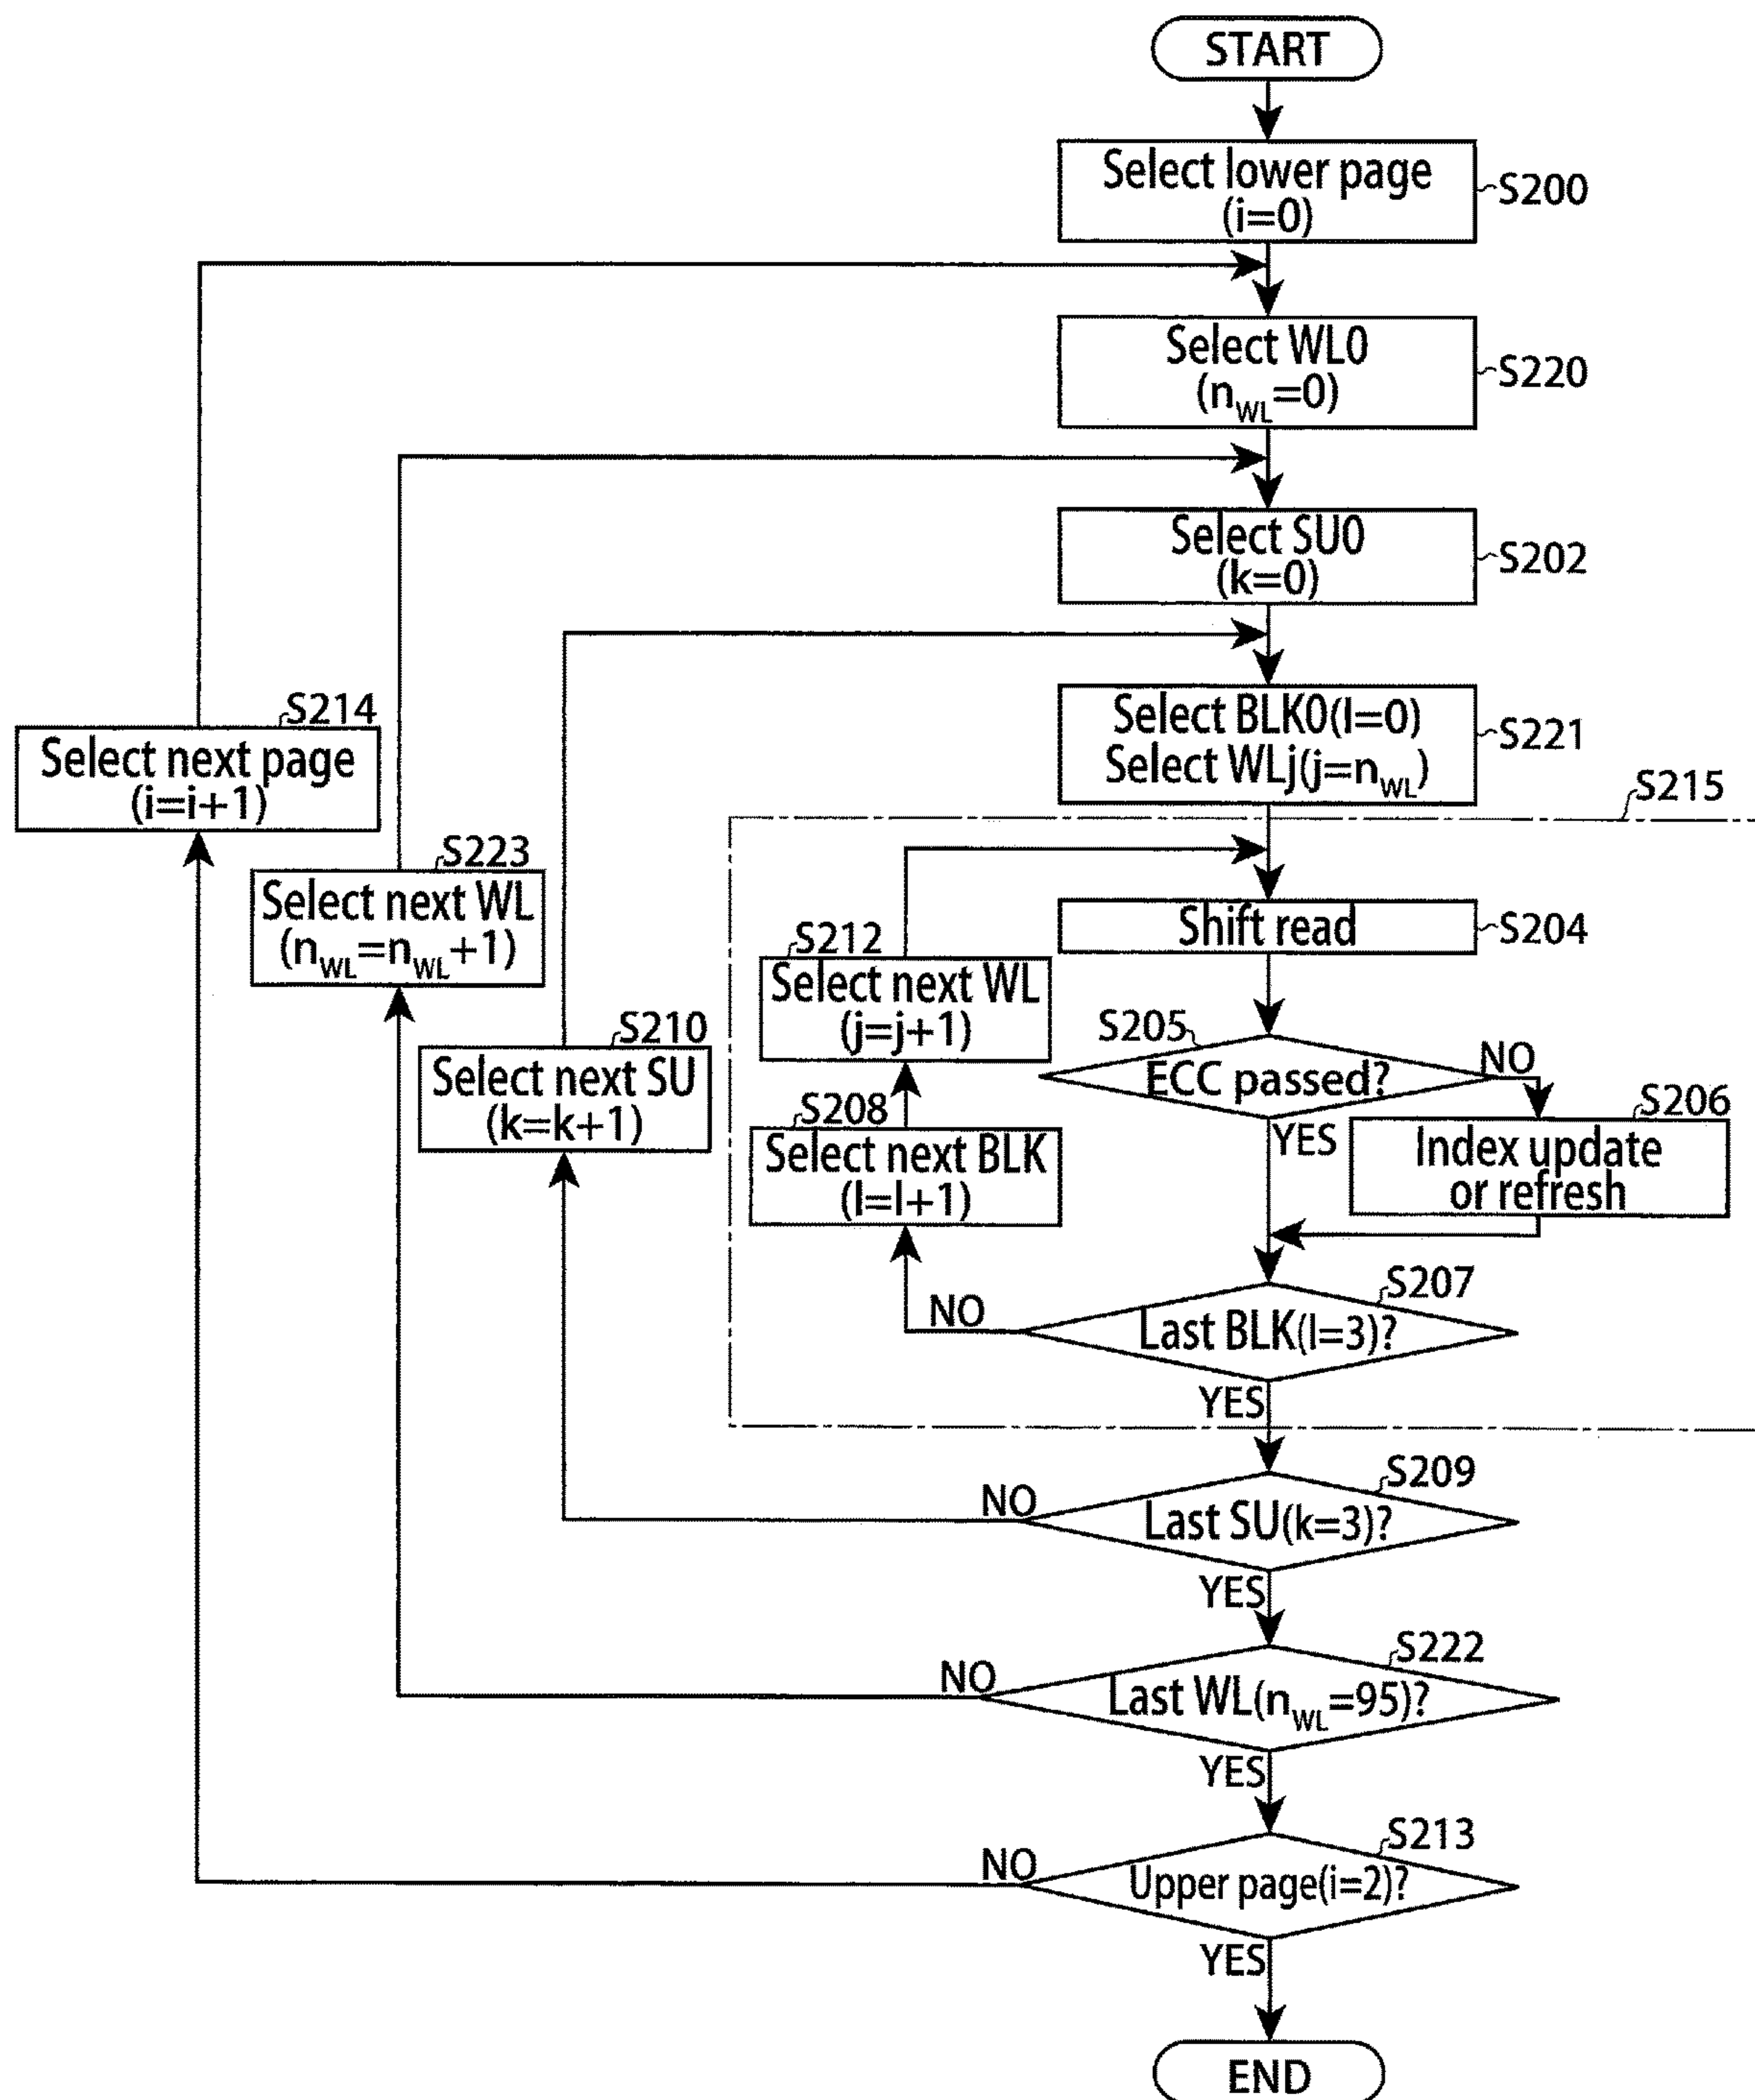 START
Select lower page
(i=0)
S200
Select WL0
(nWL=0)
S220
Select SU0
(k=0)
S202
Select BLK0(l=0)
Select WLj(j=nWL)
S221
S215
S214
Select next page
(i=i+1)
S223
Select next WL
(nWL=nWL+1)
S210
Select next SU
(k=k+1)
S212
Select next WL
(j=j+1)
S208
Select next BLK
(l=l+1)
Shift read
S204
S205
ECC passed?
NO
YES
S206
Index update
or refresh
S207
Last BLK(l=3)?
NO
YES
S209
Last SU(k=3)?
NO
YES
S222
Last WL(nWL=95)?
NO
YES
S213
Upper page(i=2)?
NO
YES
END